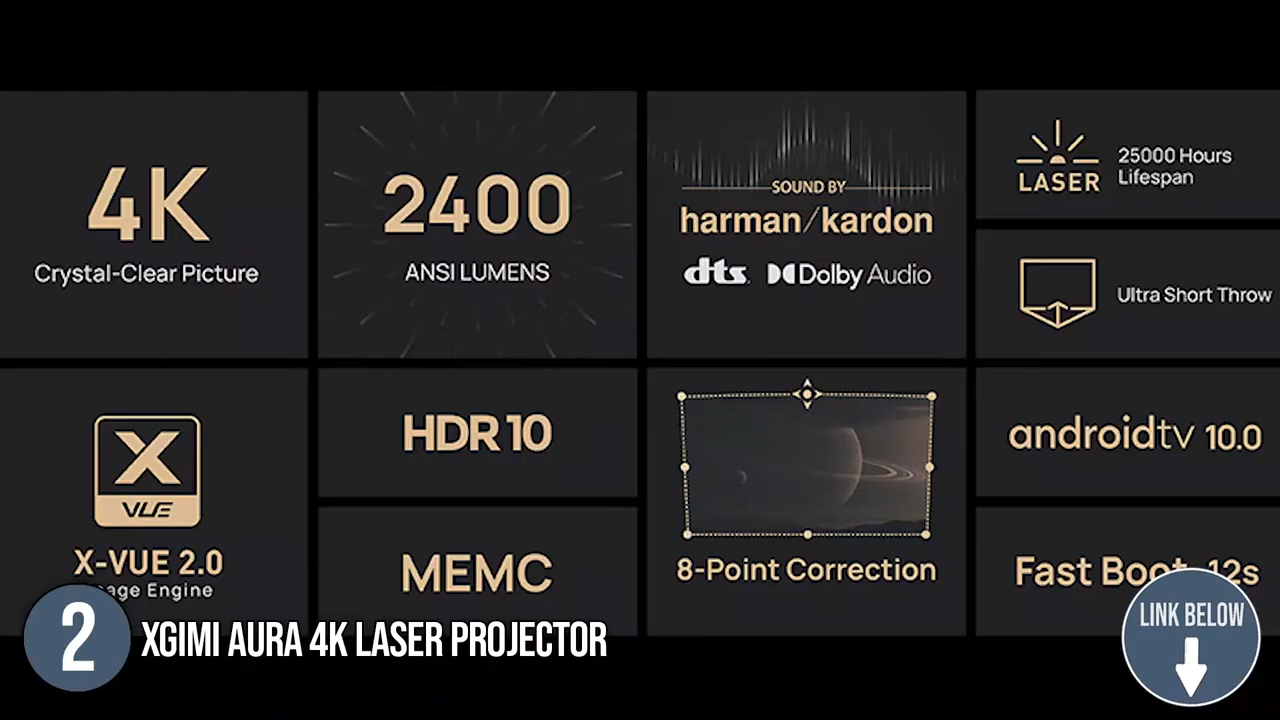 4K
Crystal-Clear Picture
2400
ANSI LUMENS
SOUND BY
harman/kardon
dts Dolby Audio
LASER
25000 Hours
Lifespan
Ultra Short Throw
X
VUE
X-VUE 2.0
Engine
HDR10
MEMC
8-Point Correction
androidtv 10.0
Fast Boot 12s
2
XGIMI AURA 4K LASER PROJECTOR
LINK BELOW